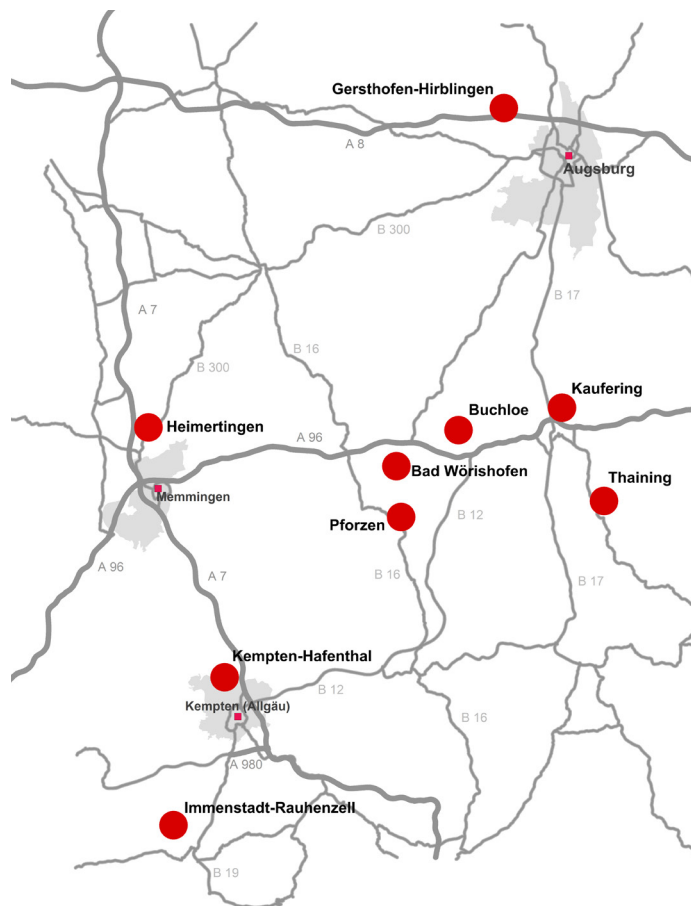 Gersthofen-Hirblingen
A 8
Augsburg
B 300
B 17
A 7
B 16
B 300
Kaufering
Buchloe
Heimertingen
A 96
Bad Wörishofen
Thaining
Memmingen
Pforzen
B 12
A 96
A 7
B 16
B 17
Kempten-Hafenthal
B 12
Kempten (Allgäu)
B 16
A 980
Immenstadt-Rauhenzell
B 19